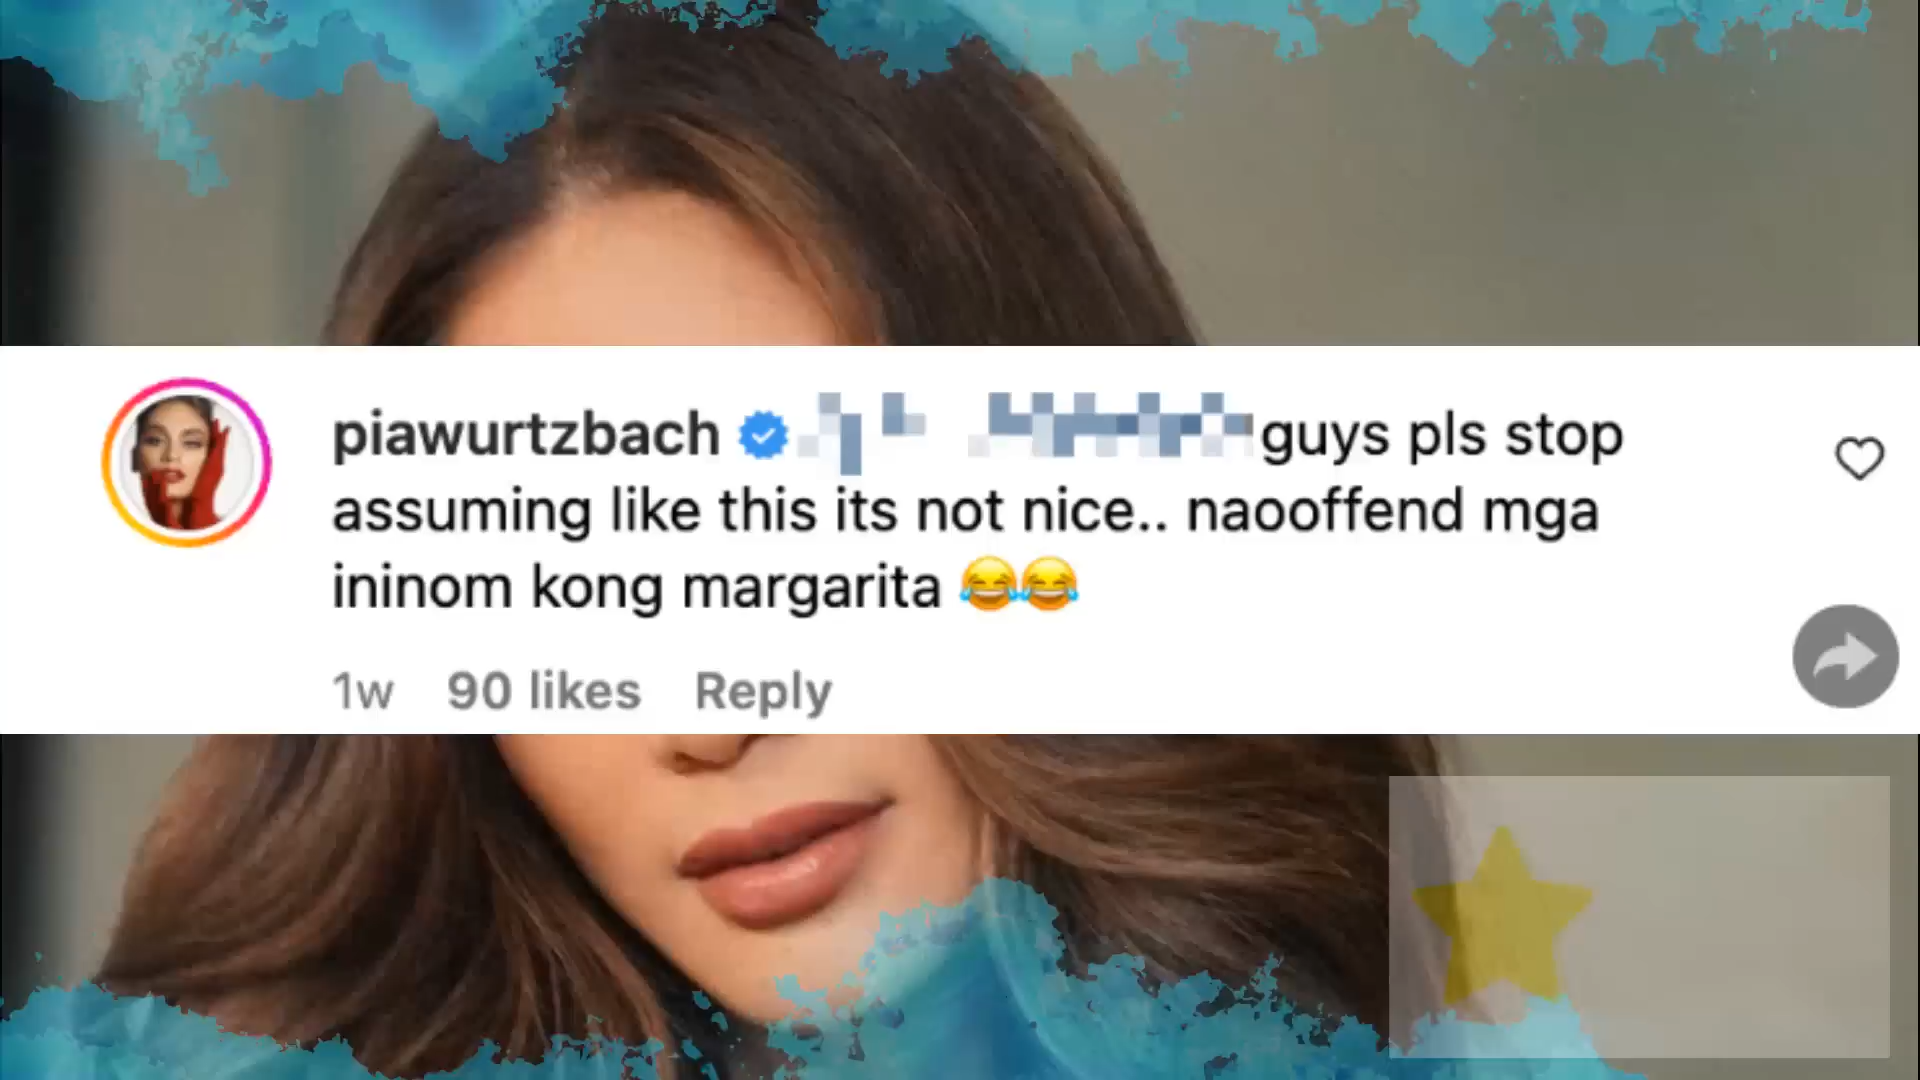 piawurtzbach guys pls stop
assuming like this its not nice.. naooffend mga
ininom kong margarita 😂😂
1w 90 likes Reply